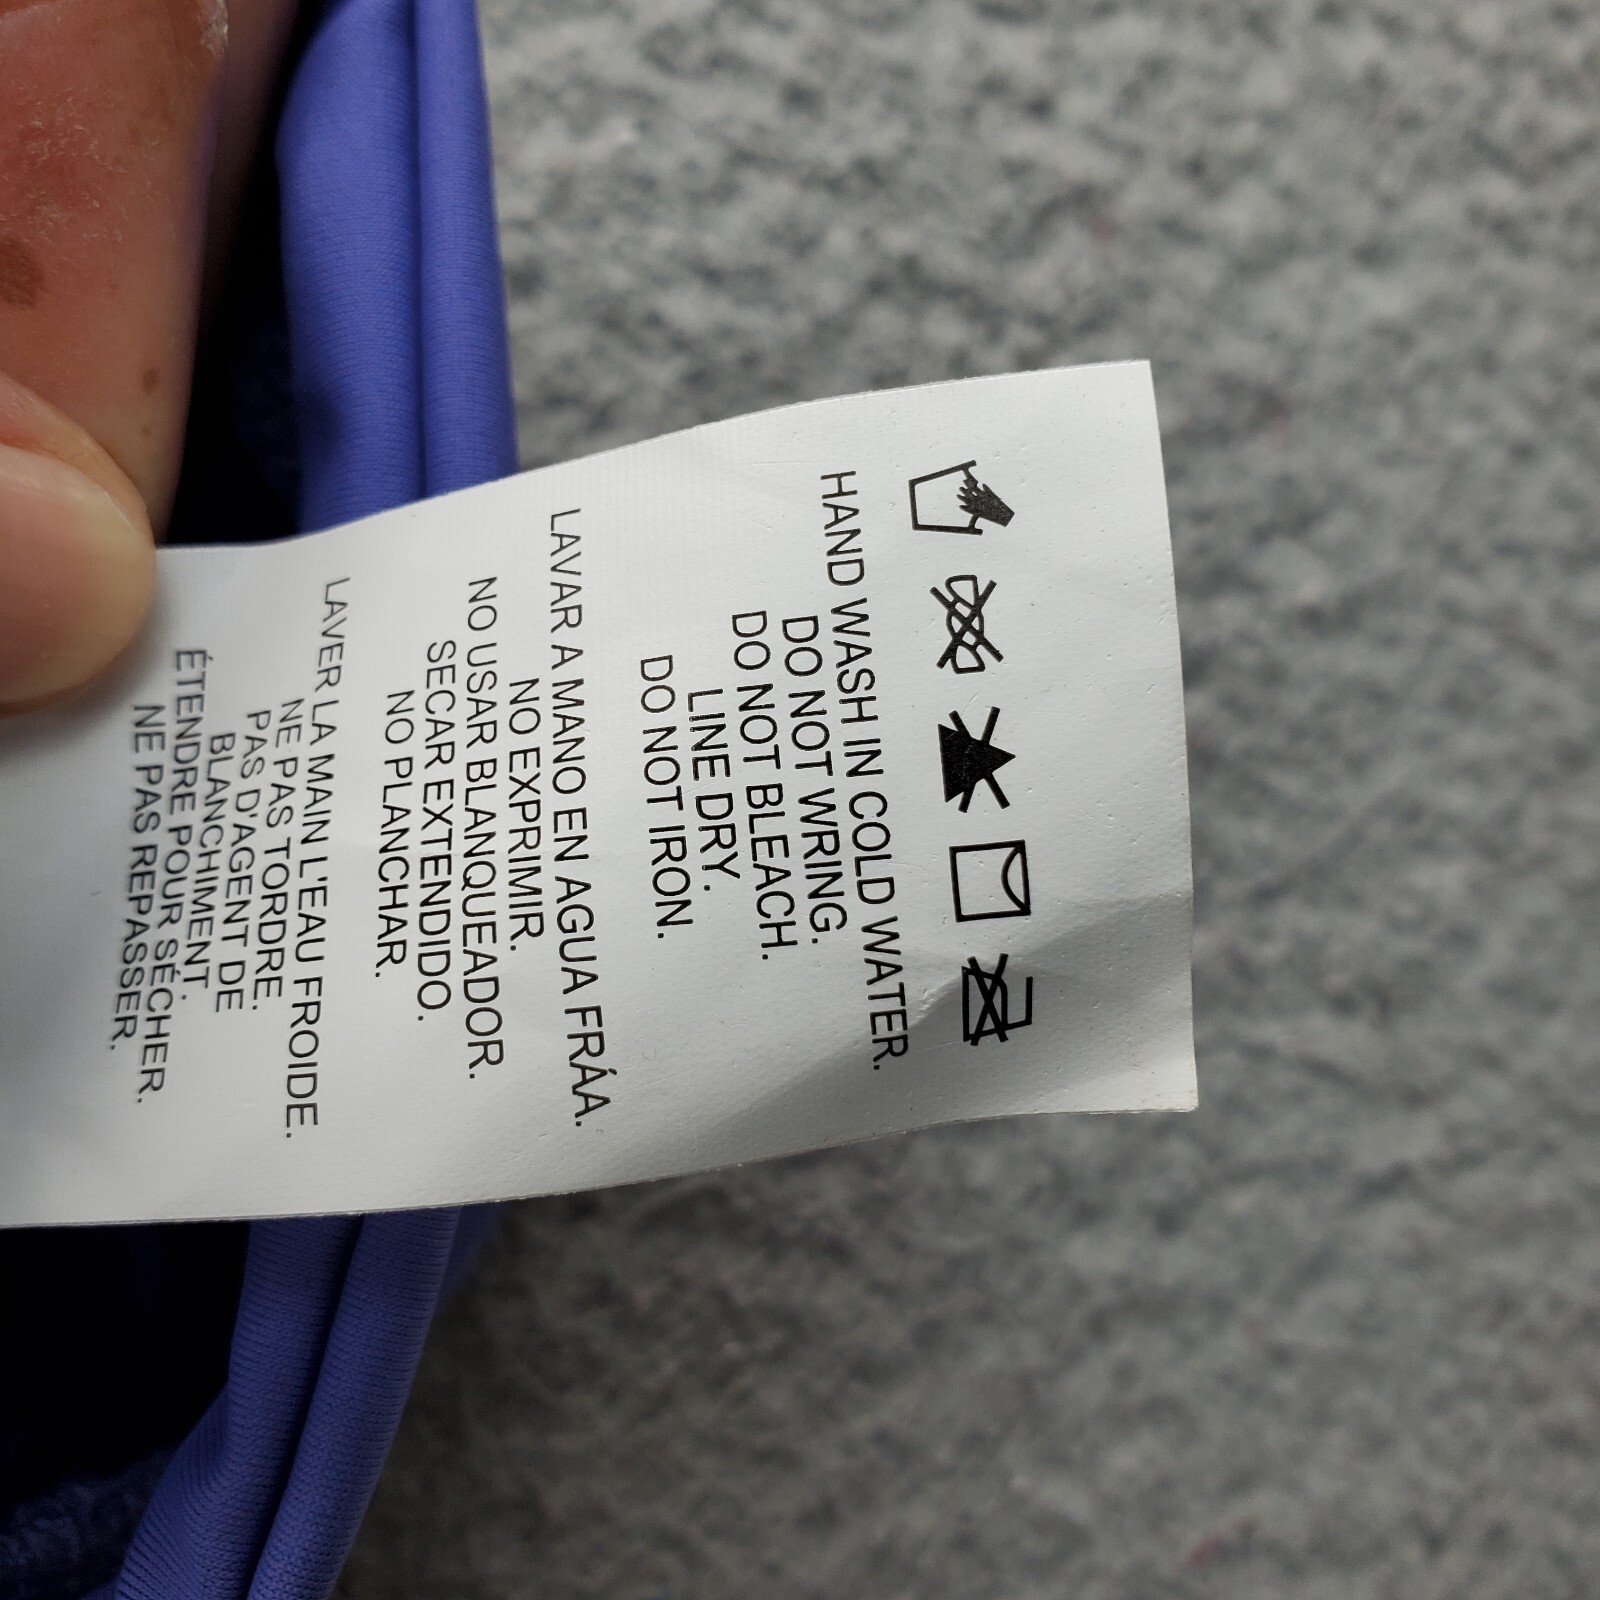 HAND WASH IN COLD WATER.
DO NOT WRING.
DO NOT BLEACH.
LINE DRY.
DO NOT IRON.
LAVAR A MANO EN AGUA FRÁA.
NO EXPRIMIR.
NO USAR BLANQUEADOR.
SECAR EXTENDIDO.
NO PLANCHAR.
LAVER LA MAIN L'EAU FROIDE.
NE PAS TORDRE.
PAS D'AGENT DE
BLANCHIMENT.
ÉTENDRE POUR SÉCHER.
NE PAS REPASSER.